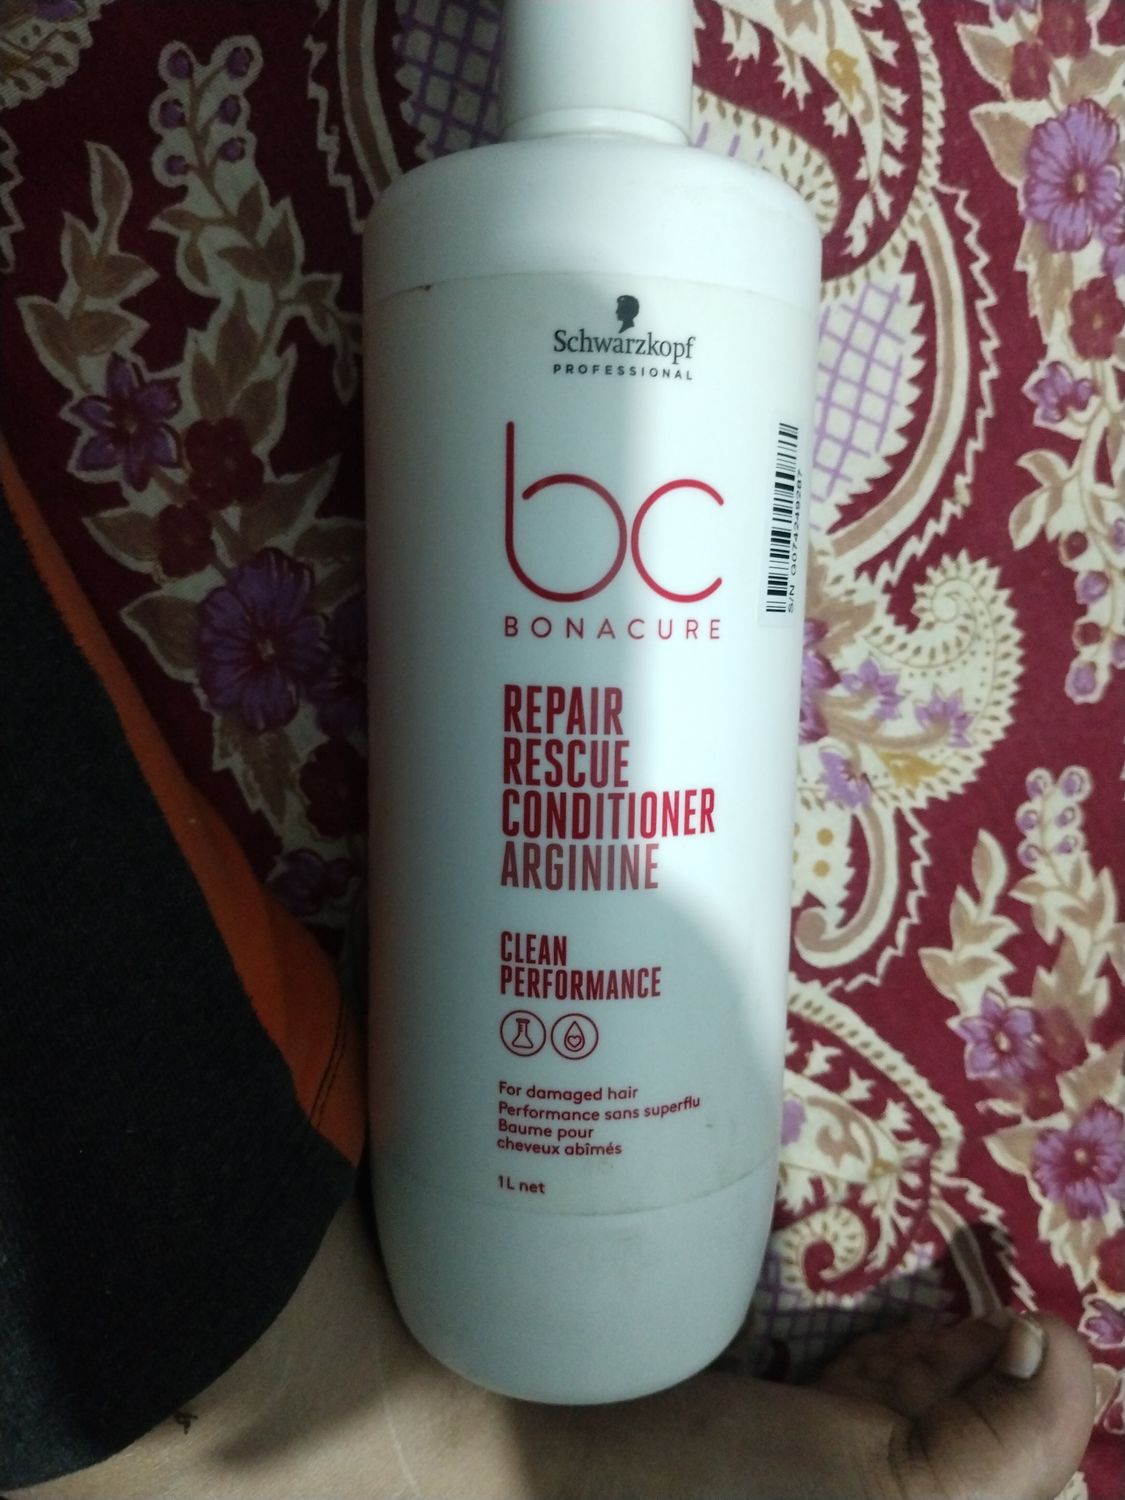 Schwarzkopf
PROFESSIONAL
bc
BONACURE
REPAIR
RESCUE
CONDITIONER
ARGININE
CLEAN
PERFORMANCE
For damaged hair
Performance sans superflu
Baume pour
cheveux abîmés
1L net
S/N G074249287